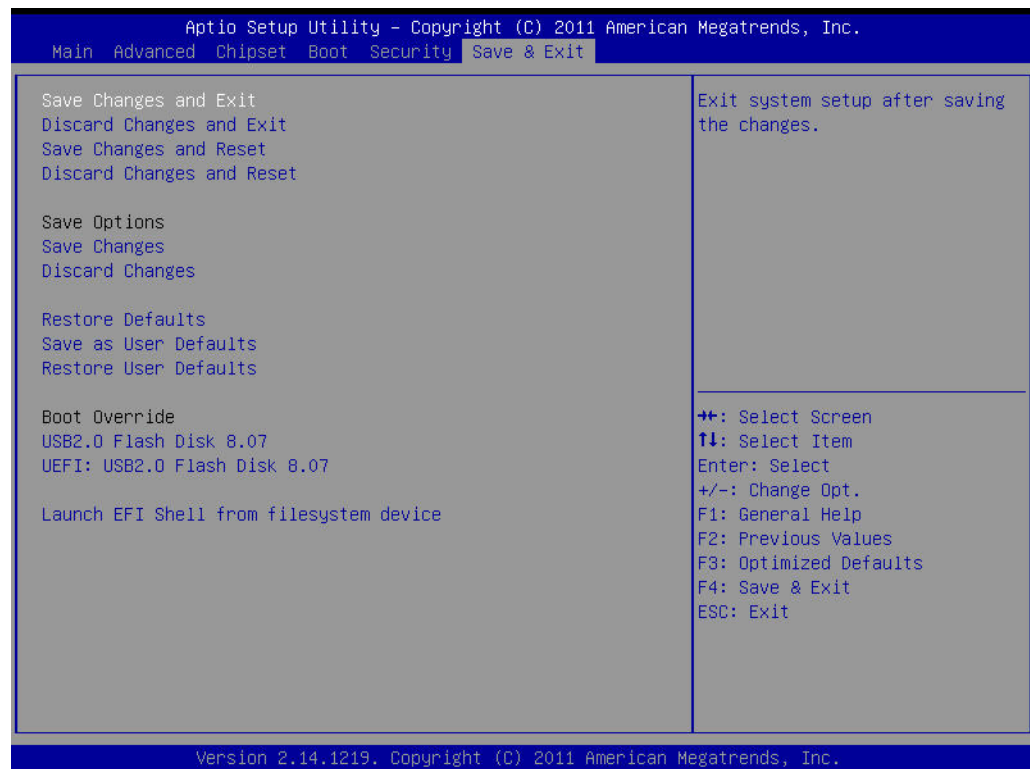 Aptio Setup Utility – Copyright (C) 2011 American Megatrends, Inc.
Main Advanced Chipset Boot Security Save & Exit
Save Changes and Exit
Discard Changes and Exit
Save Changes and Reset
Discard Changes and Reset
Save Options
Save Changes
Discard Changes
Restore Defaults
Save as User Defaults
Restore User Defaults
Boot Override
USB2.0 Flash Disk 8.07
UEFI: USB2.0 Flash Disk 8.07
Launch EFI Shell from filesystem device
Exit system setup after saving
the changes.
→←: Select Screen
↑↓: Select Item
Enter: Select
+/-: Change Opt.
F1: General Help
F2: Previous Values
F3: Optimized Defaults
F4: Save & Exit
ESC: Exit
Version 2.14.1219. Copyright (C) 2011 American Megatrends, Inc.